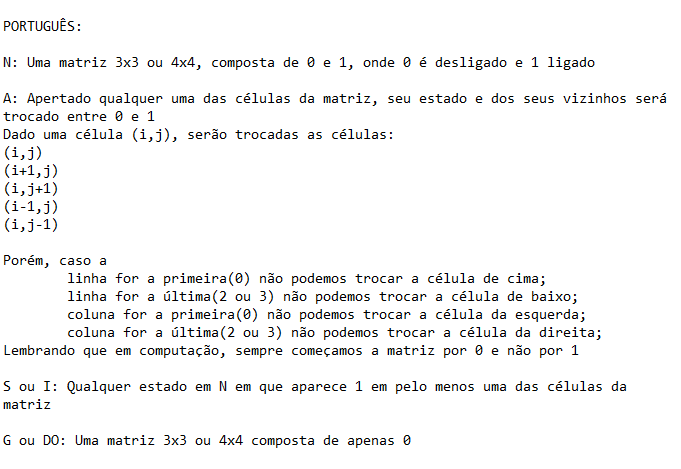 PORTUGUÊS:
N: Uma matriz 3x3 ou 4x4, composta de 0 e 1, onde 0 é desligado e 1 ligado
A: Apertado qualquer uma das células da matriz, seu estado e dos seus vizinhos será
trocado entre 0 e 1
Dado uma célula (i,j), serão trocadas as células:
(i,j)
(i+1,j)
(i,j+1)
(i-1,j)
(i,j-1)
Porém, caso a
linha for a primeira(0) não podemos trocar a célula de cima;
linha for a última(2 ou 3) não podemos trocar a célula de baixo;
coluna for a primeira(0) não podemos trocar a célula da esquerda;
coluna for a última(2 ou 3) não podemos trocar a célula da direita;
Lembrando que em computação, sempre começamos a matriz por 0 e não por 1
S ou I: Qualquer estado em N em que aparece 1 em pelo menos uma das células da
matriz
G ou DO: Uma matriz 3x3 ou 4x4 composta de apenas 0